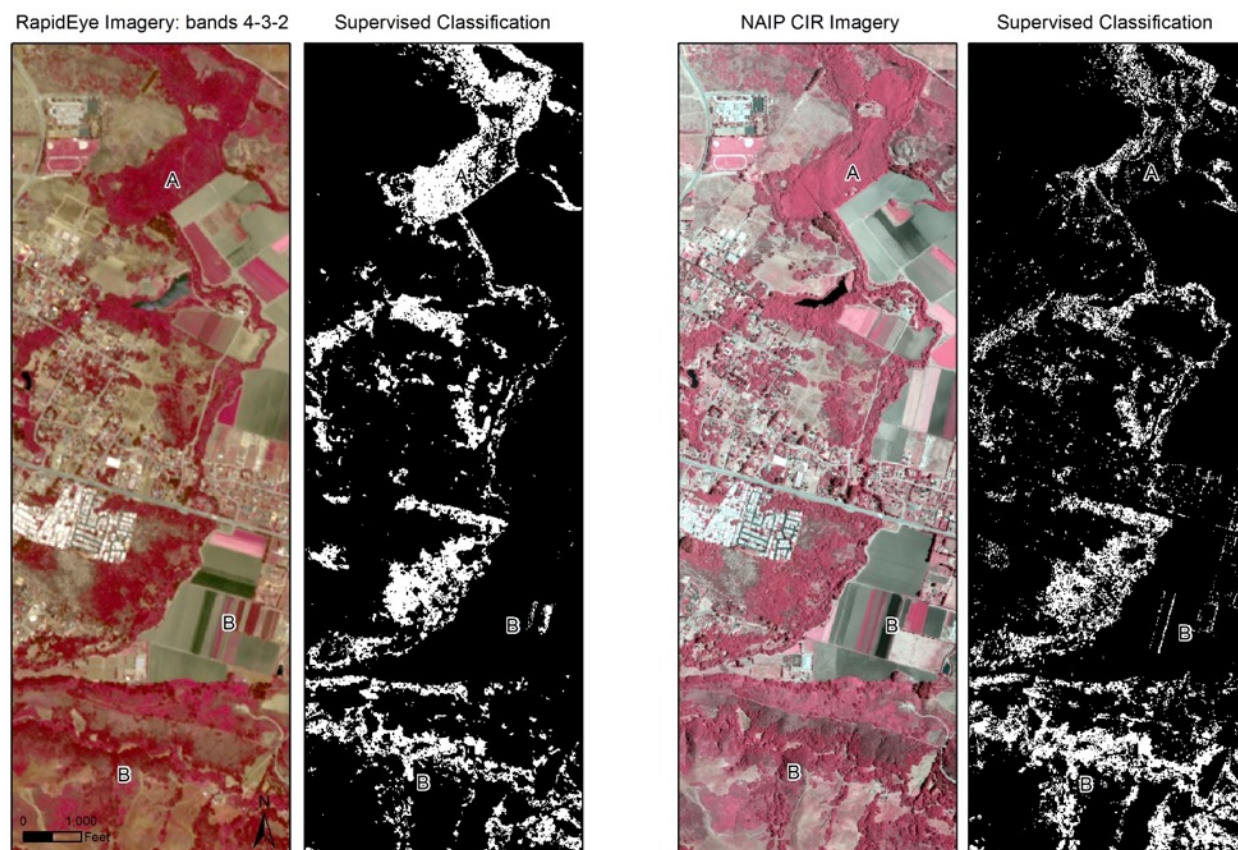 RapidEye Imagery: bands 4-3-2
Supervised Classification
NAIP CIR Imagery
Supervised Classification
A
A
A
A
B
B
B
B
B
B
B
B
N
0
1,000
Feet